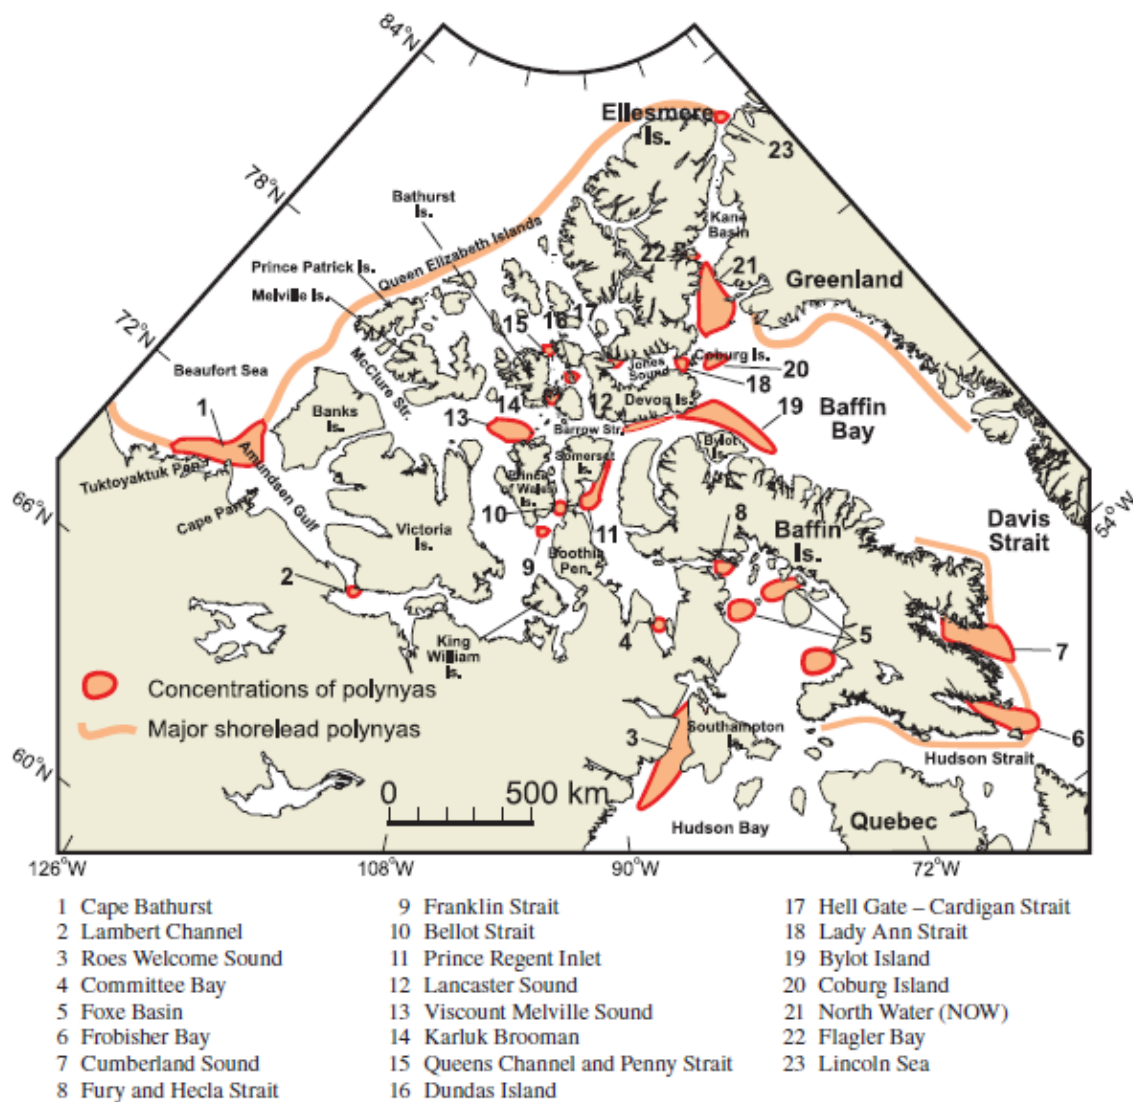 84°N
Ellesmere
Is.
23
78°N
Bathurst
Is.
Kane
Basin
Queen Elizabeth Islands
22
21
Prince Patrick Is.
Greenland
Melville Is.
72°N
17
16
15
McClure Str.
Beaufort Sea
Jones
Sound
Coburg Is.
18
20
1
Banks
Is.
14
12
Devon Is.
13
19
Baffin
Bay
Barrow Str.
Bylot
Is.
Somerset
Is.
Tuktoyaktuk Pen.
Amundsen Gulf
Prince
of Wales
Is.
66°N
Cape Parry
10
11
54°W
Victoria
Is.
8
Baffin
Is.
Davis
Strait
9
Boothia
Pen.
2
4
5
King
William
Is.
7
Concentrations of polynyas
Major shorelead polynyas
3
Southampton
Is.
6
Hudson Strait
60°N
0
500 km
Hudson Bay
Quebec
126°W
108°W
90°W
72°W
1 Cape Bathurst
2 Lambert Channel
3 Roes Welcome Sound
4 Committee Bay
5 Foxe Basin
6 Frobisher Bay
7 Cumberland Sound
8 Fury and Hecla Strait
9 Franklin Strait
10 Bellot Strait
11 Prince Regent Inlet
12 Lancaster Sound
13 Viscount Melville Sound
14 Karluk Brooman
15 Queens Channel and Penny Strait
16 Dundas Island
17 Hell Gate – Cardigan Strait
18 Lady Ann Strait
19 Bylot Island
20 Coburg Island
21 North Water (NOW)
22 Flagler Bay
23 Lincoln Sea